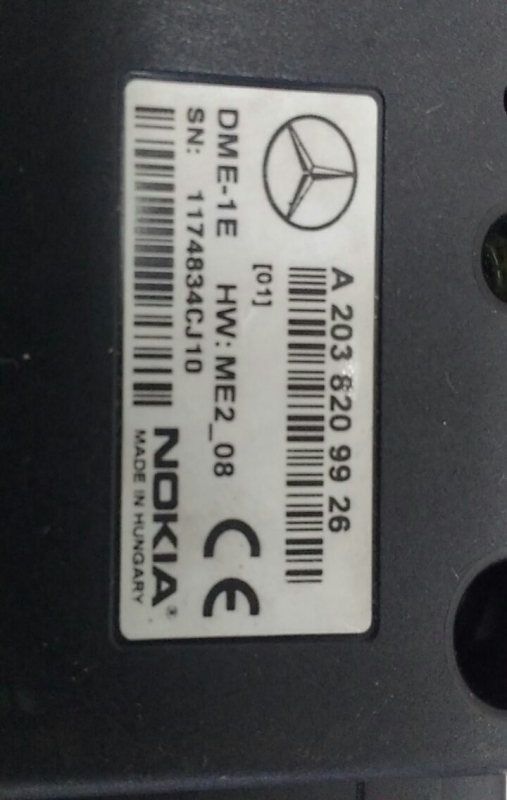 A 203 820 99 26
[01]
DME-1E HW:ME2_08
SN: 1174834CJ10
CE
NOKIA®
MADE IN HUNGARY